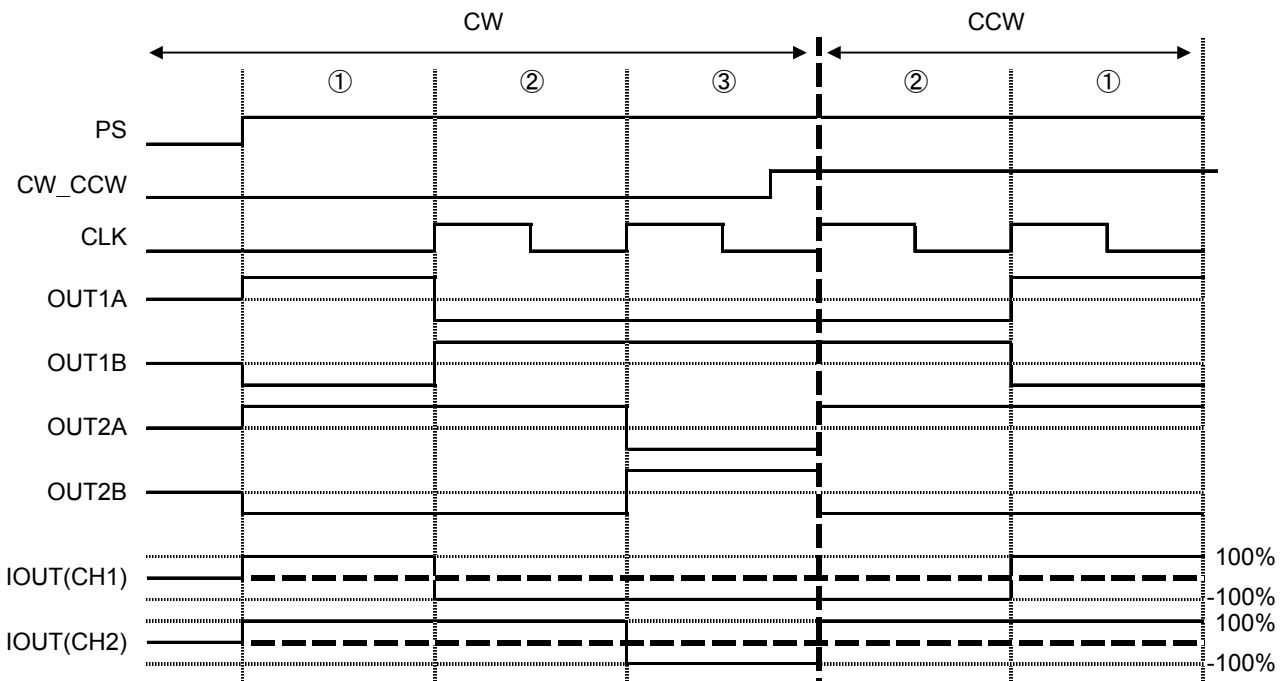 CW CCW
① ② ③ ② ①
PS
CW_CCW
CLK
OUT1A
OUT1B
OUT2A
OUT2B
IOUT(CH1)
100%
-100%
IOUT(CH2)
100%
-100%